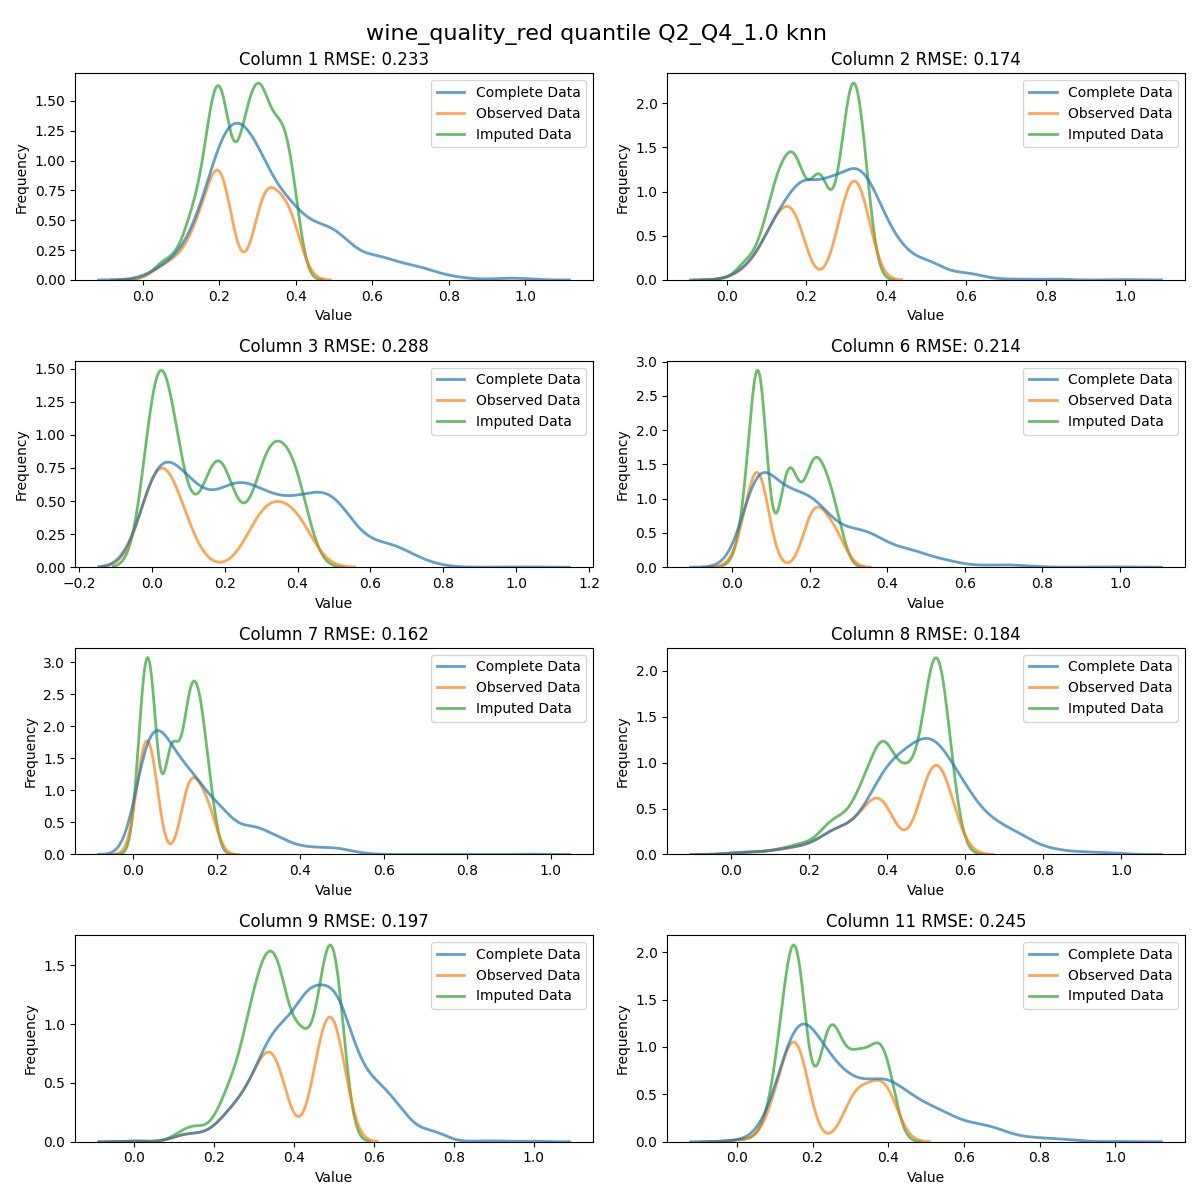 wine_quality_red quantile Q2_Q4_1.0 knn
Column 1 RMSE: 0.233
Frequency
1.50
1.25
1.00
0.75
0.50
0.25
0.00
Complete Data
Observed Data
Imputed Data
0.0 0.2 0.4 0.6 0.8 1.0
Value
Column 2 RMSE: 0.174
Frequency
2.0
1.5
1.0
0.5
0.0
Complete Data
Observed Data
Imputed Data
0.0 0.2 0.4 0.6 0.8 1.0
Value
Column 3 RMSE: 0.288
Frequency
1.50
1.25
1.00
0.75
0.50
0.25
0.00
Complete Data
Observed Data
Imputed Data
−0.2 0.0 0.2 0.4 0.6 0.8 1.0 1.2
Value
Column 6 RMSE: 0.214
Frequency
3.0
2.5
2.0
1.5
1.0
0.5
0.0
Complete Data
Observed Data
Imputed Data
0.0 0.2 0.4 0.6 0.8 1.0
Value
Column 7 RMSE: 0.162
Frequency
3.0
2.5
2.0
1.5
1.0
0.5
0.0
Complete Data
Observed Data
Imputed Data
0.0 0.2 0.4 0.6 0.8 1.0
Value
Column 8 RMSE: 0.184
Frequency
2.0
1.5
1.0
0.5
0.0
Complete Data
Observed Data
Imputed Data
0.0 0.2 0.4 0.6 0.8 1.0
Value
Column 9 RMSE: 0.197
Frequency
1.5
1.0
0.5
0.0
Complete Data
Observed Data
Imputed Data
0.0 0.2 0.4 0.6 0.8 1.0
Value
Column 11 RMSE: 0.245
Frequency
2.0
1.5
1.0
0.5
0.0
Complete Data
Observed Data
Imputed Data
0.0 0.2 0.4 0.6 0.8 1.0
Value